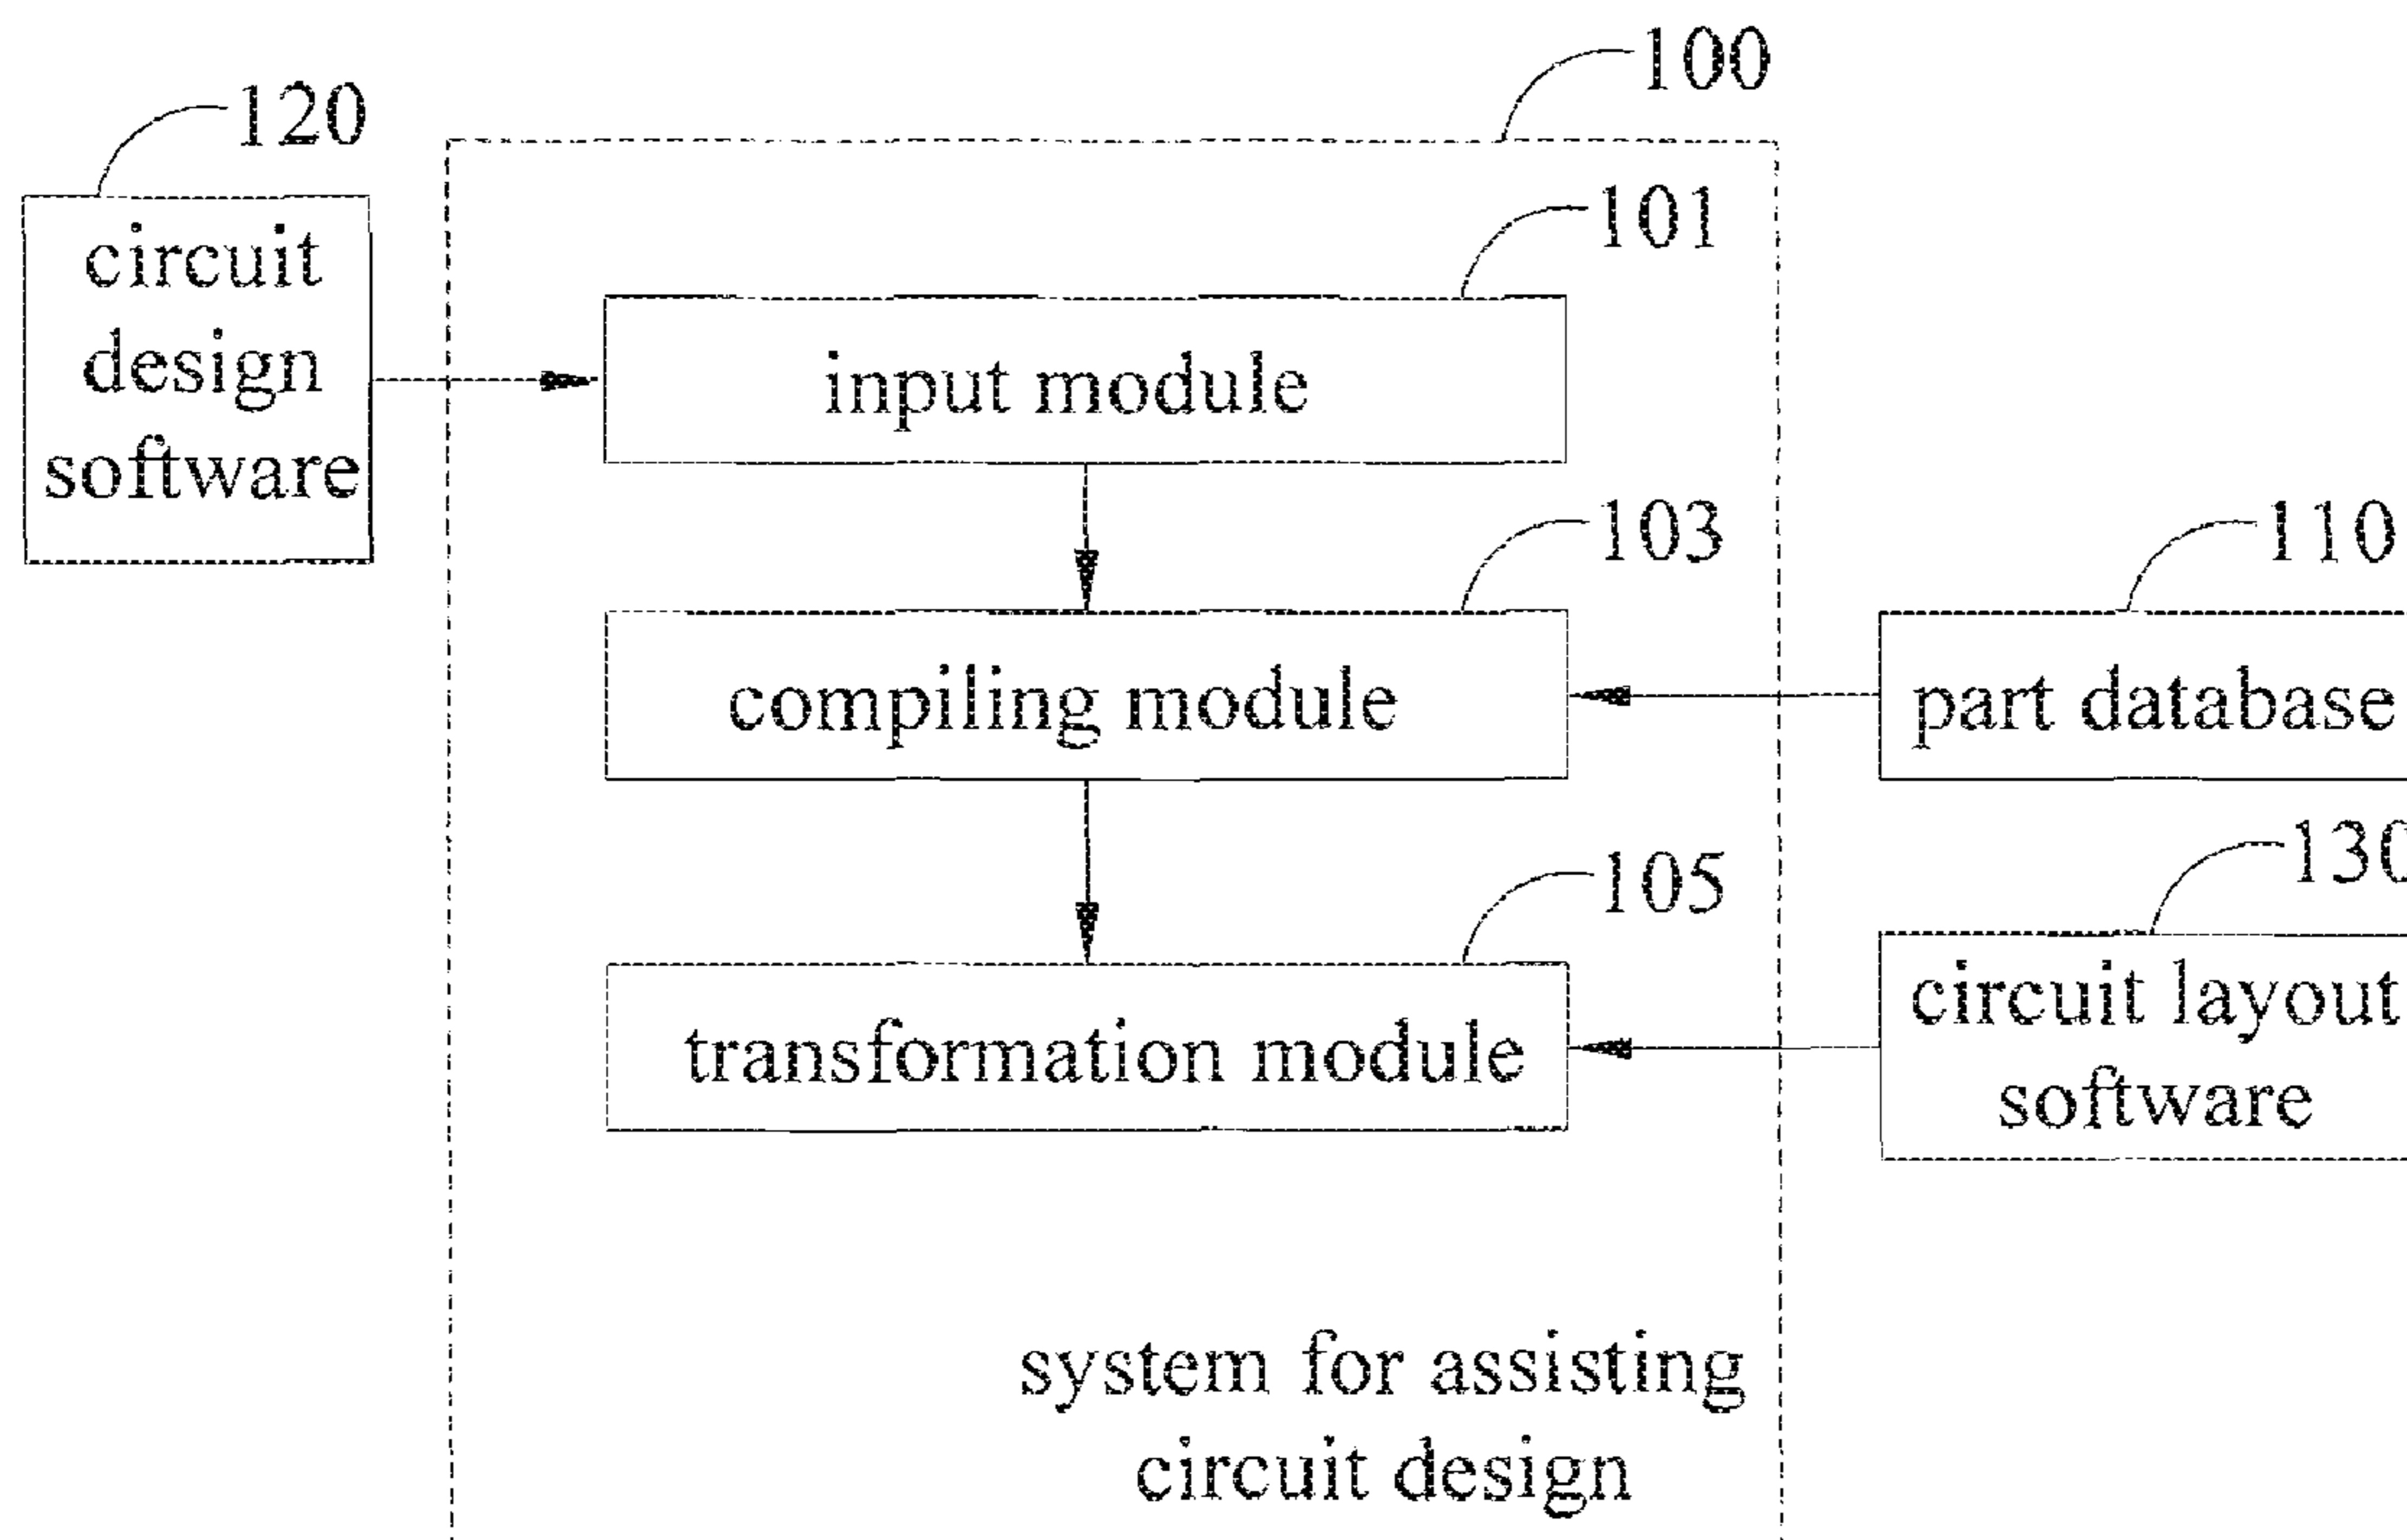 100
120
circuit
design
software
101
input module
103
compiling module
110
part database
105
transformation module
130
circuit layout
software
system for assisting
circuit design